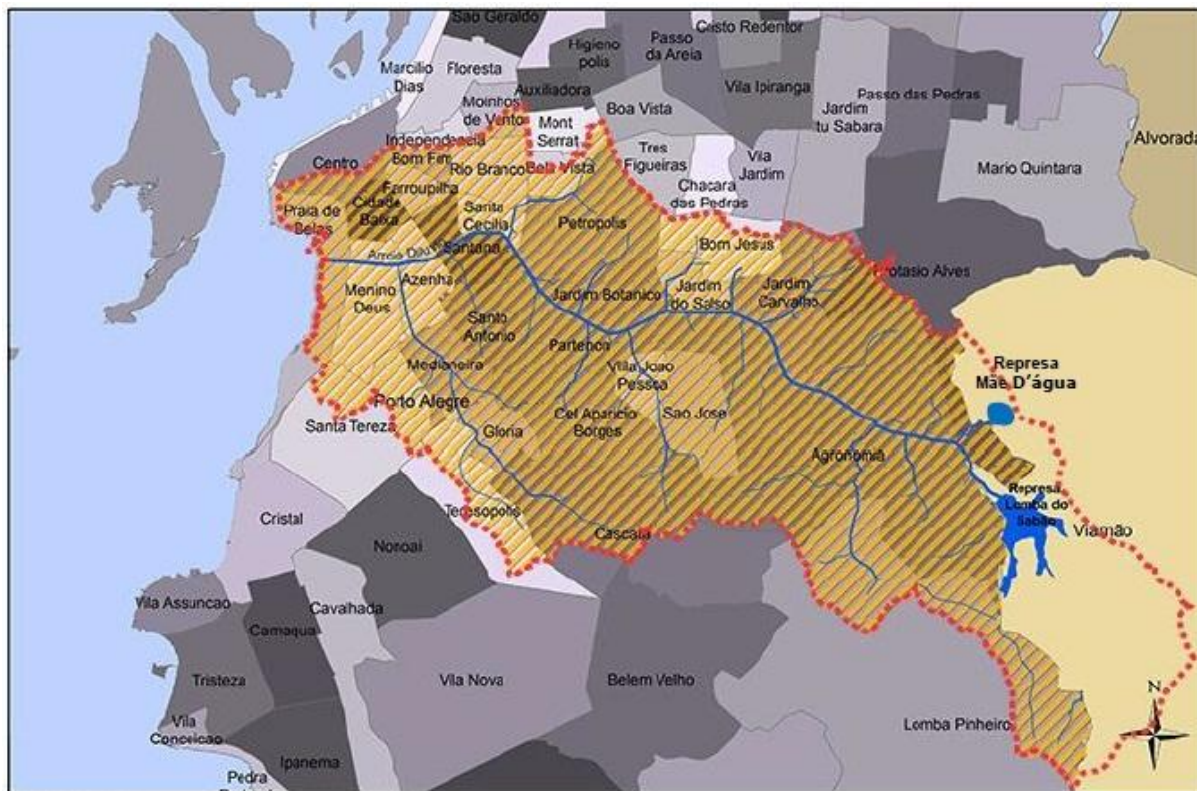 Sao Geraldo
Cristo Redentor
Higieno
polis
Passo
da Areia
Marcilio
Dias
Floresta
Auxiliadora
Vila Ipiranga
Passo das Pedras
Moinhos
de Vento
Boa Vista
Jardim
tu Sabara
Alvorada
Mont
Serrat
Independencia
Centro
Bom Fim
Rio Branco
Bela Vista
Tres
Figueiras
Vila
Jardim
Mario Quintana
Farroupilha
Chacara
das Pedras
Cidade
Baixa
Praia de
Belas
Santa
Cecilia
Petropolis
Bom Jesus
Santana
Arroio
Protasio Alves
Azenha
Menino
Deus
Jardim Botanico
Jardim
do Salso
Jardim
Carvalho
Santo
Antonio
Partenon
Medianeira
Vila Joao
Pessoa
Represa
Mãe D'água
Porto Alegre
Santa Tereza
Gloria
Cel Aparicio
Borges
Sao Jose
Agronomia
Represa
Lomba do
Sabão
Viamão
Cristal
Teresopolis
Nonoai
Cascata
Vila Assuncao
Cavalhada
Camaqua
Tristeza
Vila Nova
Belem Velho
N
Vila
Conceicao
Lomba Pinheiro
Ipanema
Pedra